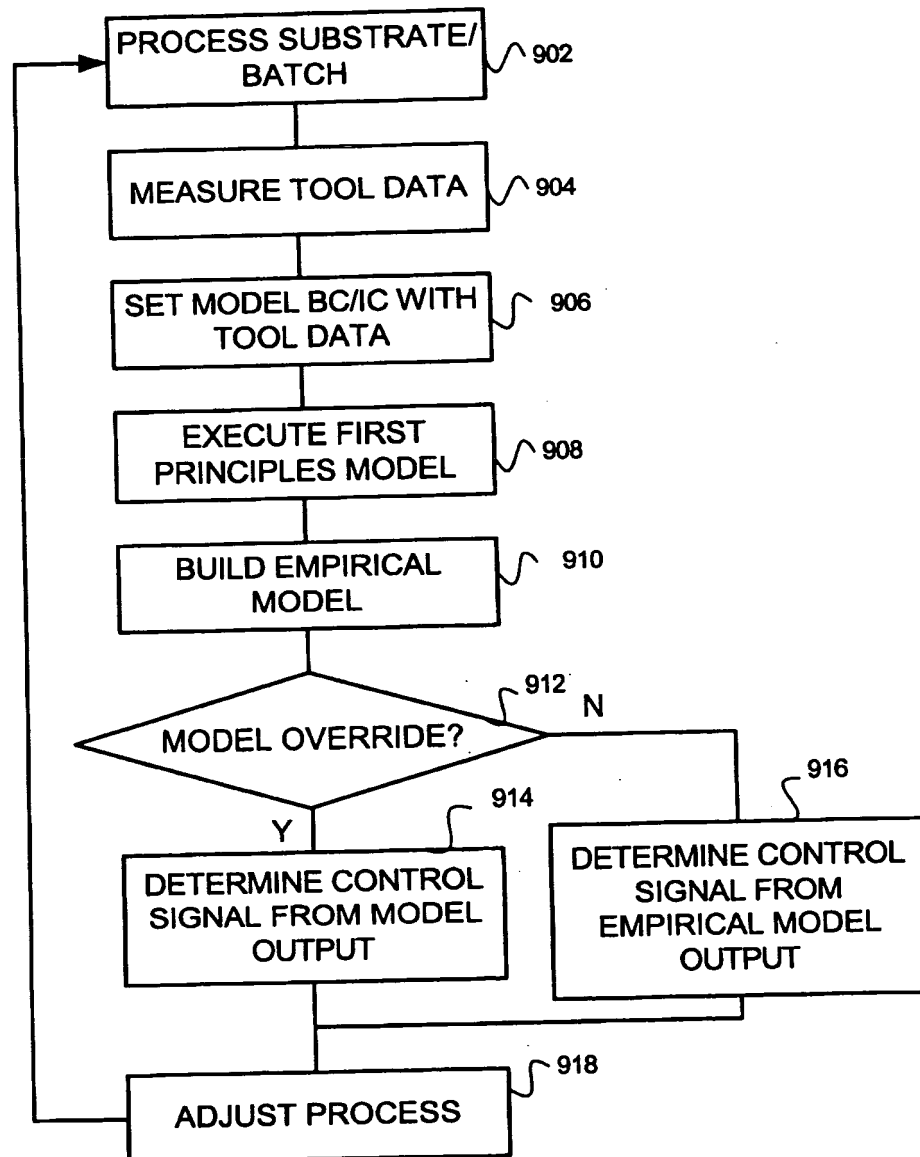 PROCESS SUBSTRATE/
BATCH
902
MEASURE TOOL DATA
904
SET MODEL BC/IC WITH
TOOL DATA
906
EXECUTE FIRST
PRINCIPLES MODEL
908
BUILD EMPIRICAL
MODEL
910
MODEL OVERRIDE?
912
N
Y
914
DETERMINE CONTROL
SIGNAL FROM MODEL
OUTPUT
916
DETERMINE CONTROL
SIGNAL FROM
EMPIRICAL MODEL
OUTPUT
ADJUST PROCESS
918